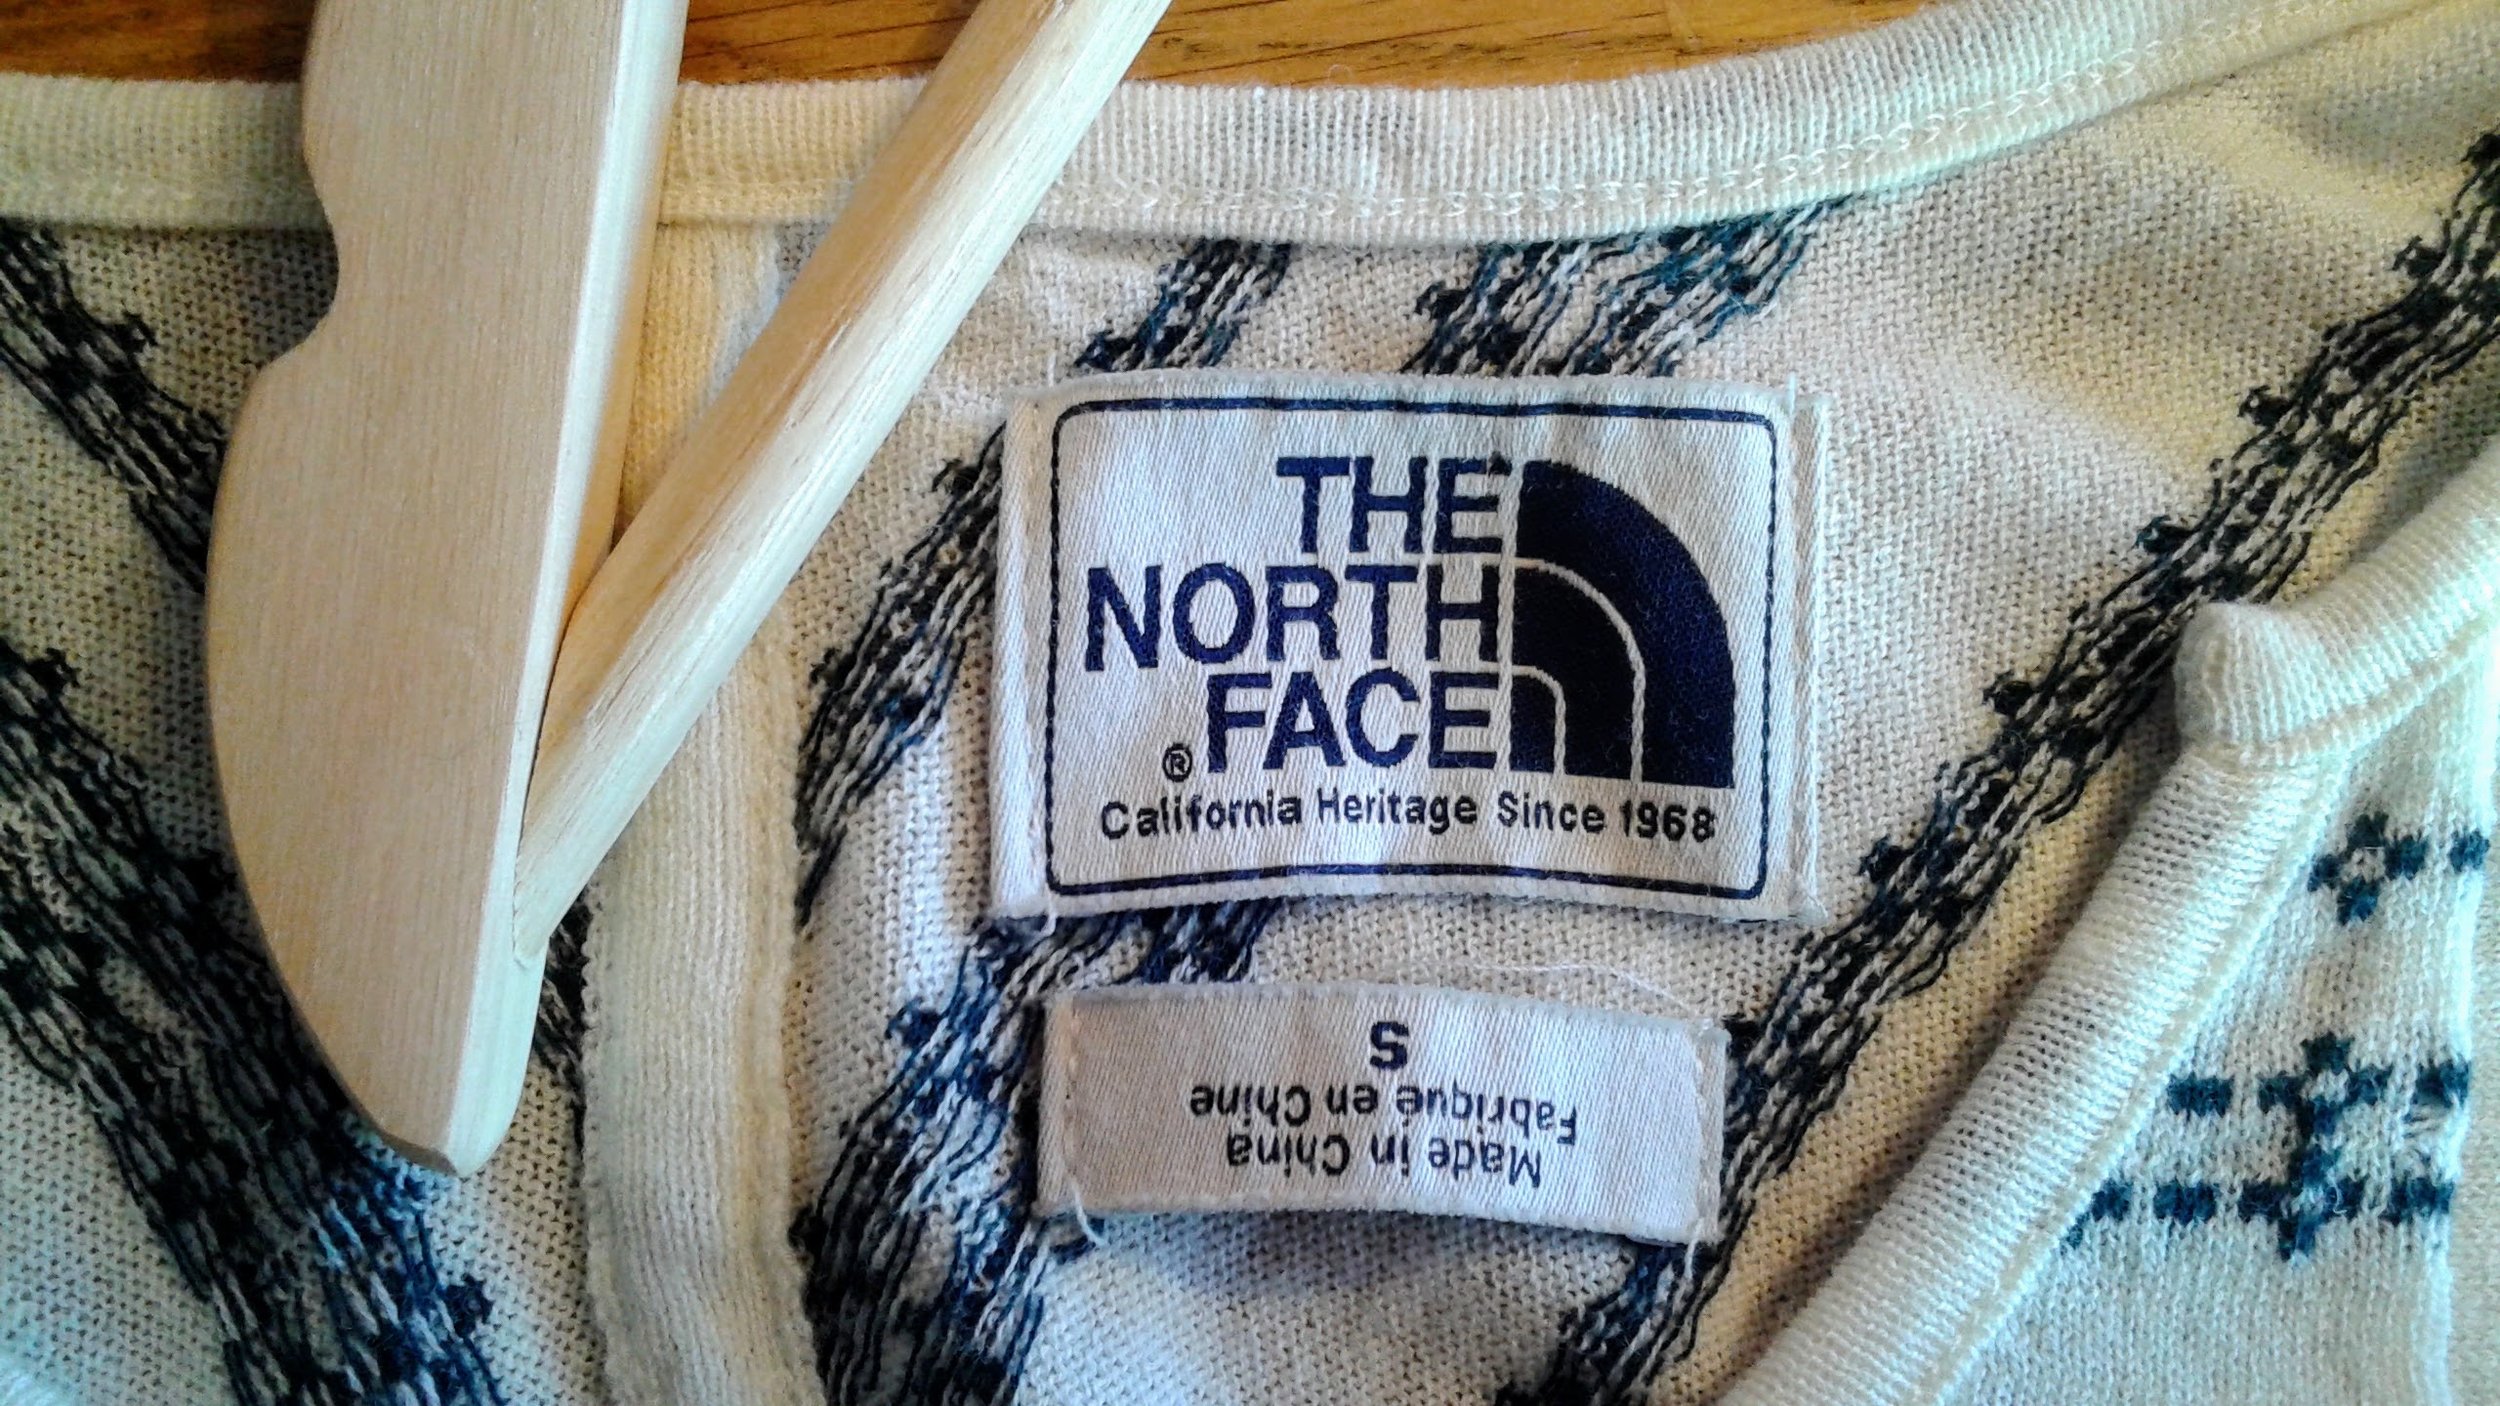 THE
NORTH
FACE
®
California Heritage Since 1968
Made in China
Fabriqué en Chine
S